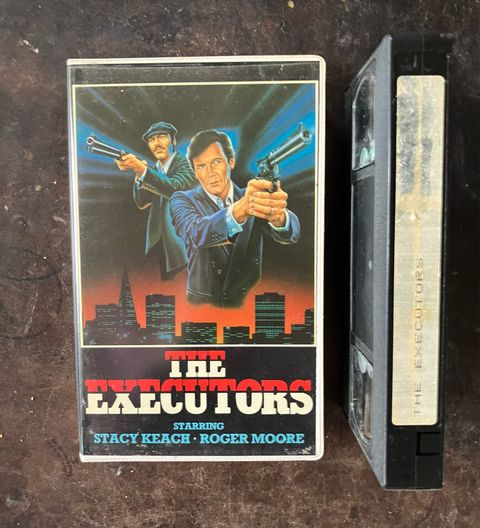 THE
EXECUTORS
STARRING
STACY KEACH · ROGER MOORE
THE EXECUTORS